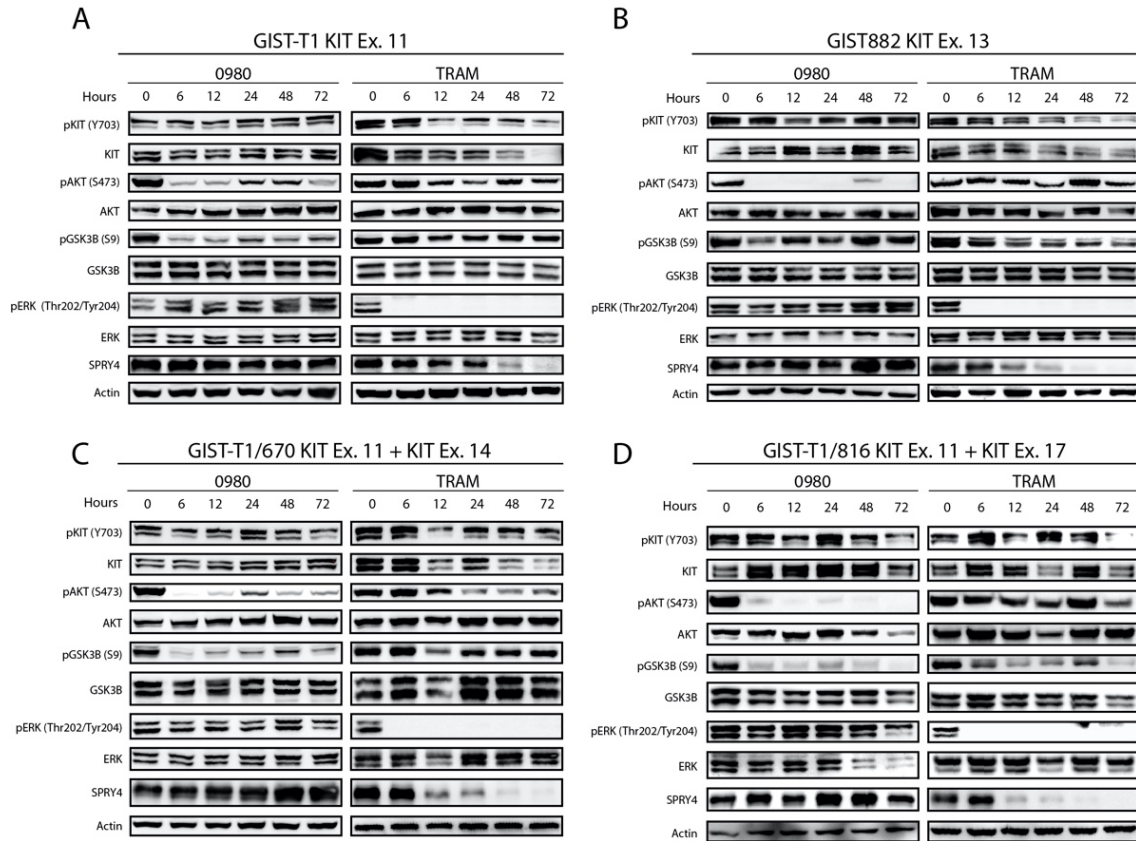 A
GIST-T1 KIT Ex. 11
0980 TRAM
Hours 0 6 12 24 48 72 0 6 12 24 48 72
pKIT (Y703)
KIT
pAKT (S473)
AKT
pGSK3B (S9)
GSK3B
pERK (Thr202/Tyr204)
ERK
SPRY4
Actin
B
GIST882 KIT Ex. 13
0980 TRAM
Hours 0 6 12 24 48 72 0 6 12 24 48 72
pKIT (Y703)
KIT
pAKT (S473)
AKT
pGSK3B (S9)
GSK3B
pERK (Thr202/Tyr204)
ERK
SPRY4
Actin
C
GIST-T1/670 KIT Ex. 11 + KIT Ex. 14
0980 TRAM
Hours 0 6 12 24 48 72 0 6 12 24 48 72
pKIT (Y703)
KIT
pAKT (S473)
AKT
pGSK3B (S9)
GSK3B
pERK (Thr202/Tyr204)
ERK
SPRY4
Actin
D
GIST-T1/816 KIT Ex. 11 + KIT Ex. 17
0980 TRAM
Hours 0 6 12 24 48 72 0 6 12 24 48 72
pKIT (Y703)
KIT
pAKT (S473)
AKT
pGSK3B (S9)
GSK3B
pERK (Thr202/Tyr204)
ERK
SPRY4
Actin